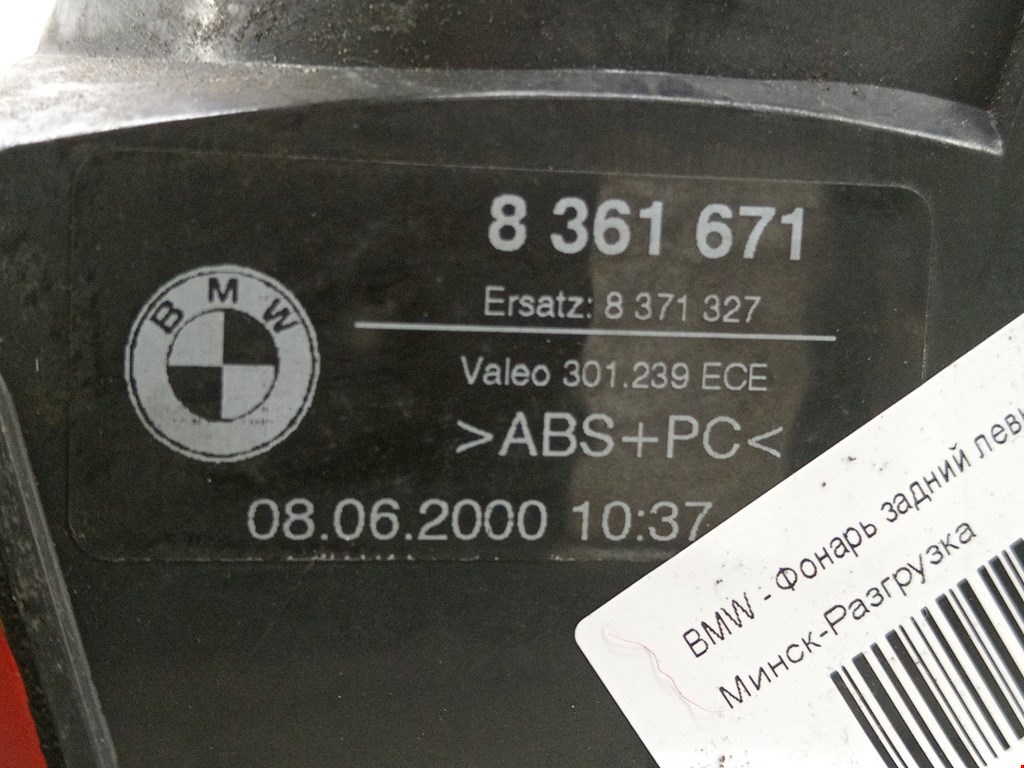 BMW
8 361 671
Ersatz: 8 371 327
Valeo 301.239 ECE
>ABS+PC<
08.06.2000 10:37
BMW - Фонарь задний
Минск-Разгрузка